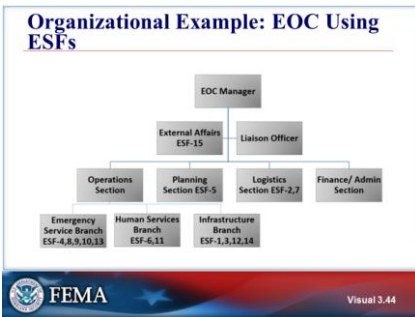 Organizational Example: EOC Using
ESFs
EOC Manager
External Affairs
ESF-15
Liaison Officer
Operations
Section
Planning
Section ESF-5
Logistics
Section ESF-2,7
Finance/ Admin
Section
Emergency
Service Branch
ESF-4,8,9,10,13
Human Services
Branch
ESF-6,11
Infrastructure
Branch
ESF-1,3,12,14
FEMA
Visual 3.44